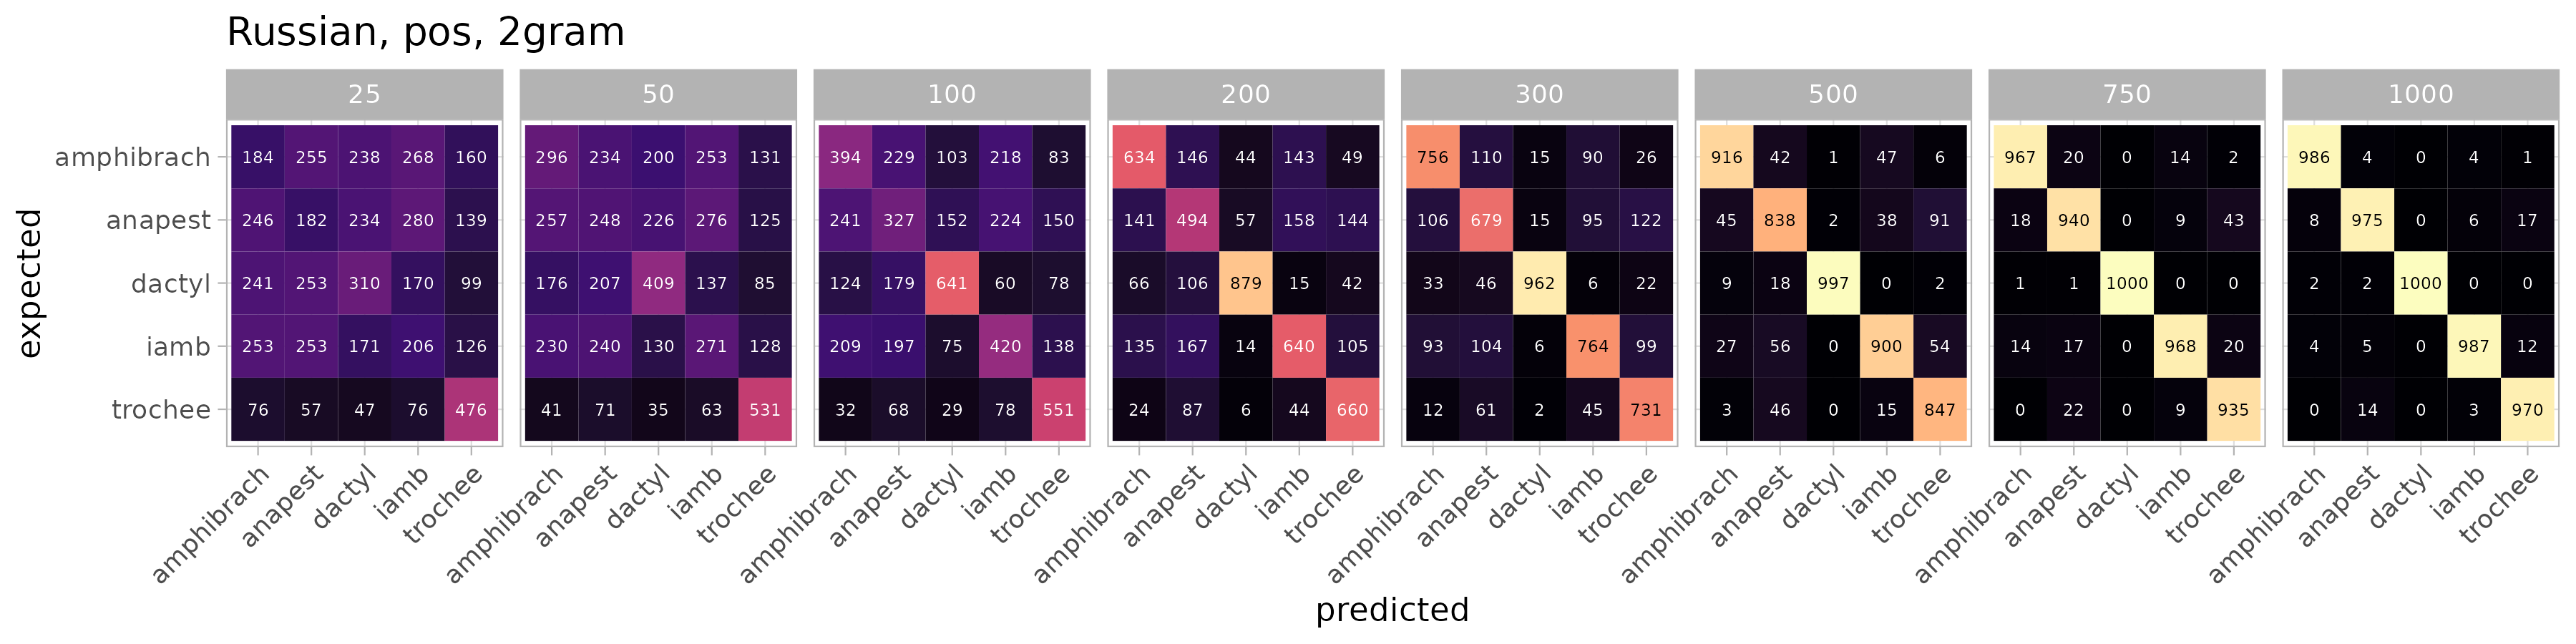 Russian, pos, 2gram
25 50 100 200 300 500 750 1000
amphibrach 184 255 238 268 160 296 234 200 253 131 394 229 103 218 83 634 146 44 143 49 756 110 15 90 26 916 42 1 47 6 967 20 0 14 2 986 4 0 4 1
anapest 246 182 234 280 139 257 248 226 276 125 241 327 152 224 150 141 494 57 158 144 106 679 15 95 122 45 838 2 38 91 18 940 0 9 43 8 975 0 6 17
expected
dactyl 241 253 310 170 99 176 207 409 137 85 124 179 641 60 78 66 106 879 15 42 33 46 962 6 22 9 18 997 0 2 1 1 1000 0 0 2 2 1000 0 0
iamb 253 253 171 206 126 230 240 130 271 128 209 197 75 420 138 135 167 14 640 105 93 104 6 764 99 27 56 0 900 54 14 17 0 968 20 4 5 0 987 12
trochee 76 57 47 76 476 41 71 35 63 531 32 68 29 78 551 24 87 6 44 660 12 61 2 45 731 3 46 0 15 847 0 22 0 9 935 0 14 0 3 970
amphibrach anapest dactyl iamb trochee amphibrach anapest dactyl iamb trochee amphibrach anapest dactyl iamb trochee amphibrach anapest dactyl iamb trochee amphibrach anapest dactyl iamb trochee amphibrach anapest dactyl iamb trochee amphibrach anapest dactyl iamb trochee amphibrach anapest dactyl iamb trochee
predicted